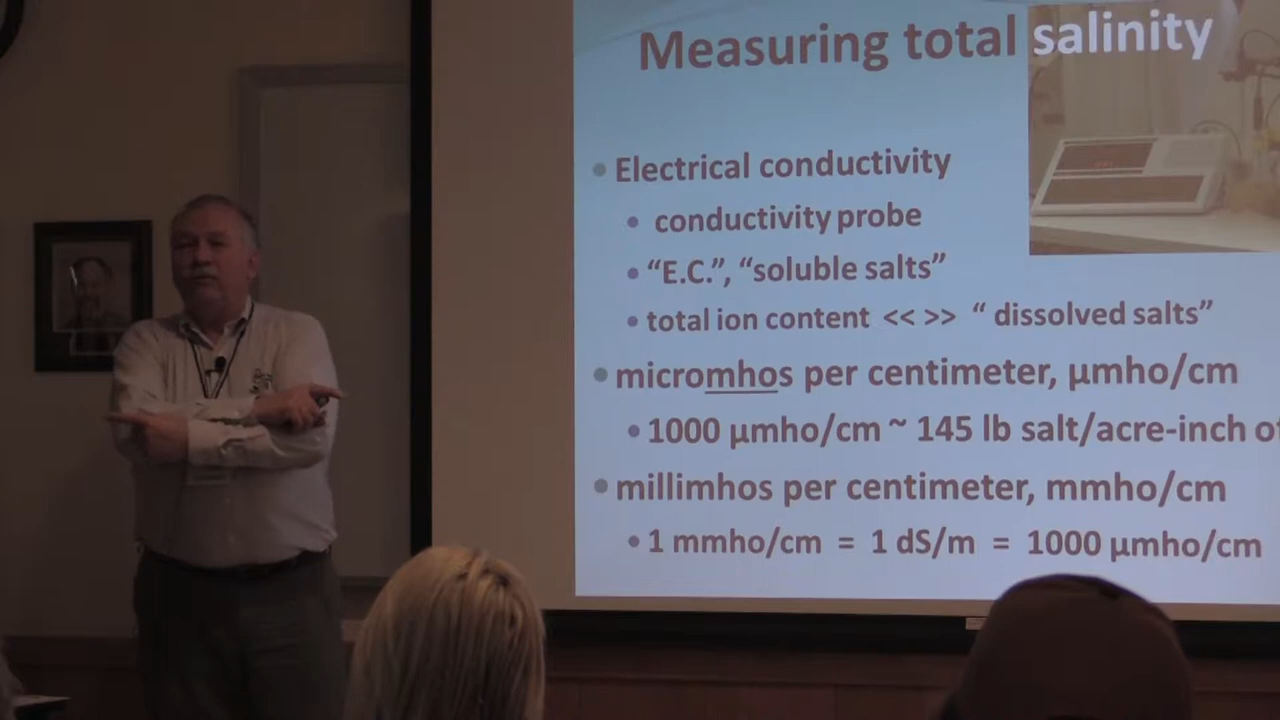 Measuring total salinity
• Electrical conductivity
• conductivity probe
• “E.C.”, “soluble salts”
• total ion content << >> “ dissolved salts”
• micromhos per centimeter, µmho/cm
• 1000 µmho/cm ~ 145 lb salt/acre-inch
• millimhos per centimeter, mmho/cm
• 1 mmho/cm = 1 dS/m = 1000 µmho/cm